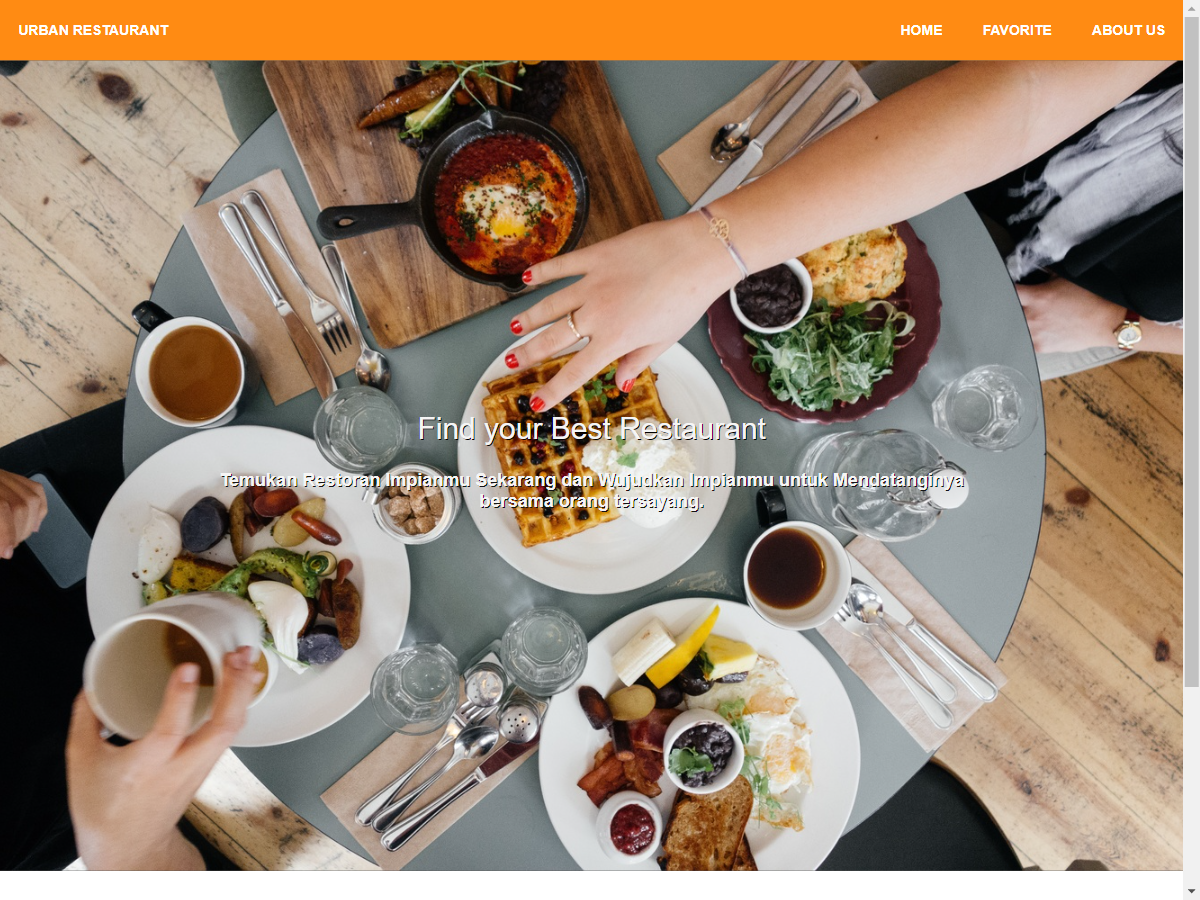 URBAN RESTAURANT
HOME FAVORITE ABOUT US
Find your Best Restaurant
Temukan Restoran Impianmu Sekarang dan Wujudkan Impianmu untuk Mendatanginya
bersama orang tersayang.